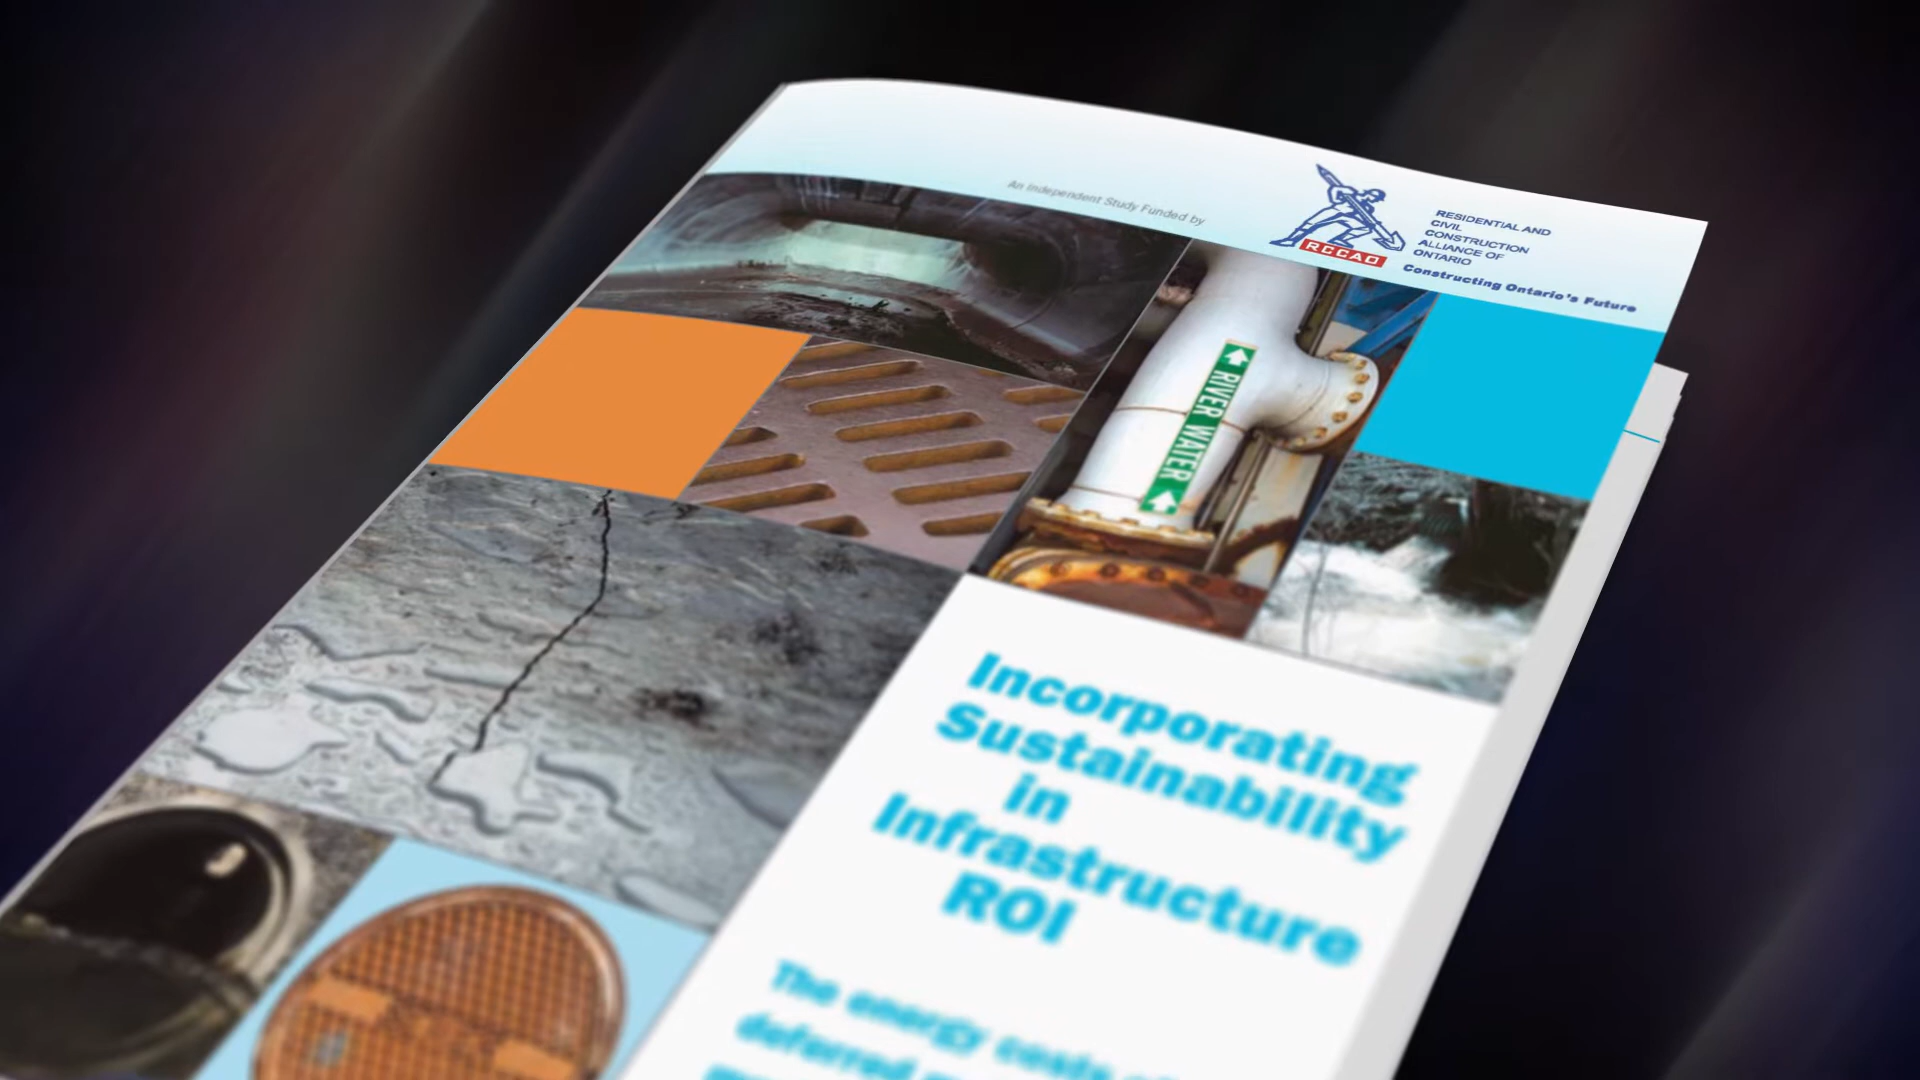 An Independent Study Funded by
RCCAO
RESIDENTIAL AND
CIVIL
CONSTRUCTION
ALLIANCE OF
ONTARIO
Constructing Ontario's Future
RIVER WATER
Incorporating
Sustainability
in
Infrastructure
ROI
The energy costs
deferred